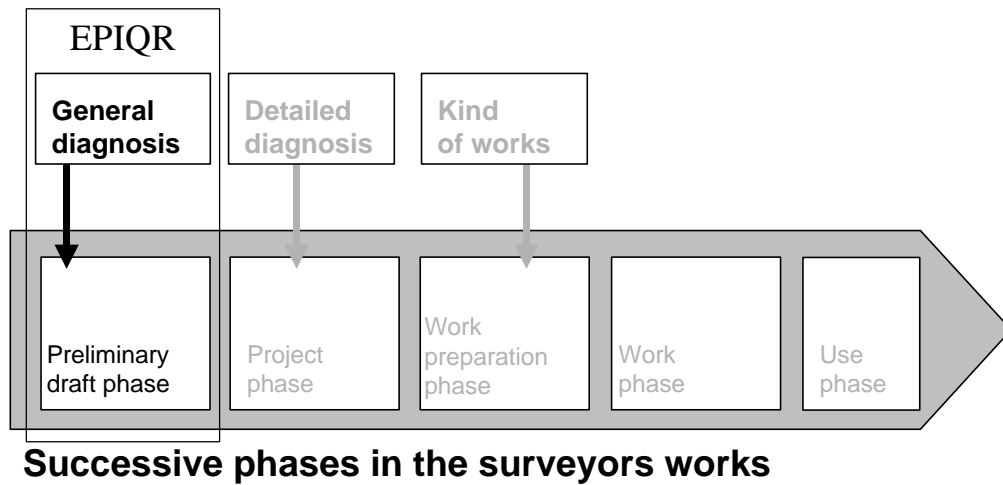 EPIQR
General
diagnosis
Detailed
diagnosis
Kind
of works
Preliminary
draft phase
Project
phase
Work
preparation
phase
Work
phase
Use
phase
Successive phases in the surveyors works